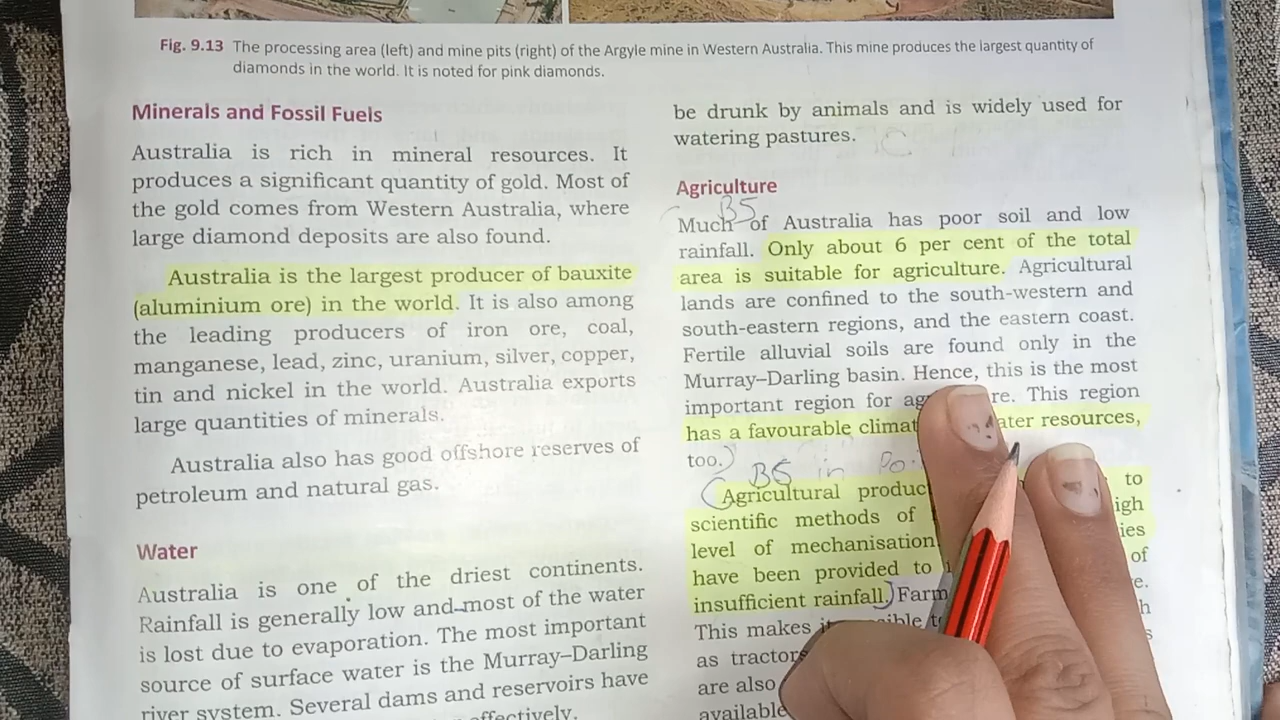 Fig. 9.13 The processing area (left) and mine pits (right) of the Argyle mine in Western Australia. This mine produces the largest quantity of
diamonds in the world. It is noted for pink diamonds.
Minerals and Fossil Fuels
Australia is rich in mineral resources. It
produces a significant quantity of gold. Most of
the gold comes from Western Australia, where
large diamond deposits are also found.
Australia is the largest producer of bauxite
(aluminium ore) in the world. It is also among
the leading producers of iron ore, coal,
manganese, lead, zinc, uranium, silver, copper,
tin and nickel in the world. Australia exports
large quantities of minerals.
Australia also has good offshore reserves of
petroleum and natural gas.
Water
Australia is one of the driest continents.
Rainfall is generally low and most of the water
is lost due to evaporation. The most important
source of surface water is the Murray–Darling
river system. Several dams and reservoirs have
effectively.
be drunk by animals and is widely used for
watering pastures.
Agriculture
B5
Much of Australia has poor soil and low
rainfall. Only about 6 per cent of the total
area is suitable for agriculture. Agricultural
lands are confined to the south-western and
south-eastern regions, and the eastern coast.
Fertile alluvial soils are found only in the
Murray–Darling basin. Hence, this is the most
important region for This region
has a favourable resources,
too.
B5 in
Agricultural to
scientific methods of
level of mechanisation
have been provided to
insufficient rainfall. of
This makes
as
are also
available